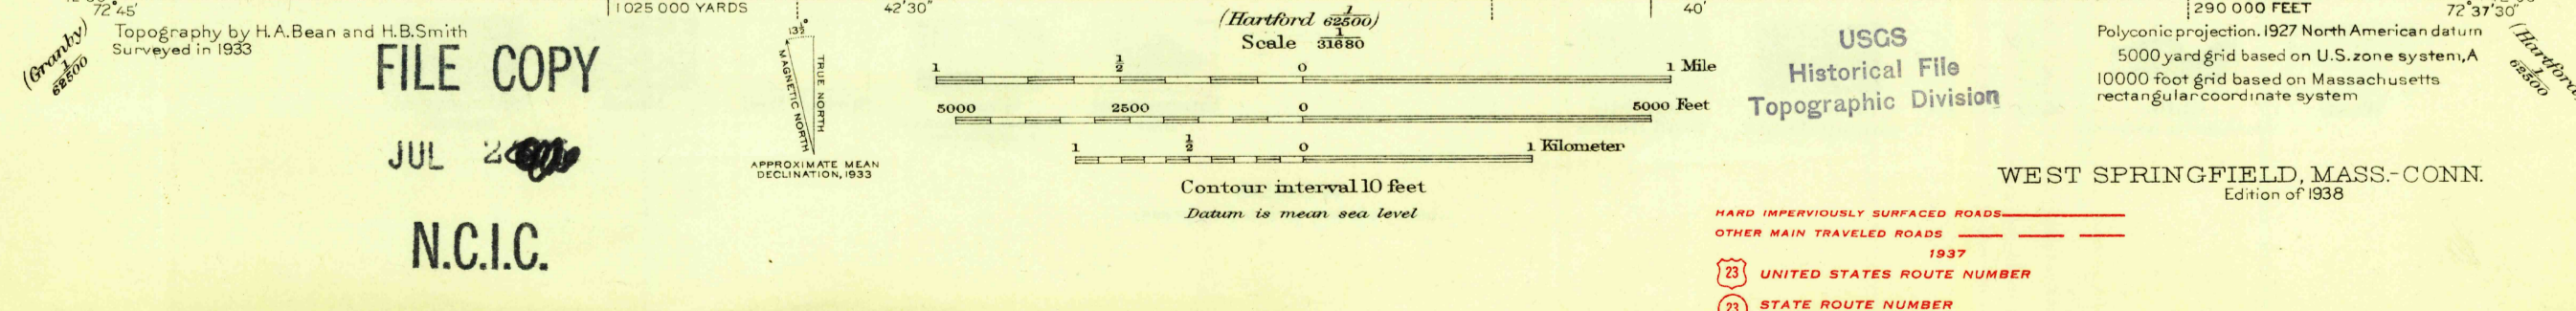 72°45'
1 025 000 YARDS
42'30"
(Hartford 1/62500)
40'
290 000 FEET
72°37'30"
(Granby) 1/62500
Topography by H.A.Bean and H.B.Smith
Surveyed in 1933
FILE COPY
JUL 2
N.C.I.C.
13½°
TRUE NORTH
MAGNETIC NORTH
APPROXIMATE MEAN
DECLINATION, 1933
Scale 1/31680
1 ½ 0 1 Mile
5000 2500 0 5000 Feet
1 ½ 0 1 Kilometer
Contour interval 10 feet
Datum is mean sea level
USGS
Historical File
Topographic Division
Polyconic projection. 1927 North American datum
5000 yard grid based on U.S. zone system, A
10000 foot grid based on Massachusetts
rectangular coordinate system
(Hartford
1/62500)
WEST SPRINGFIELD, MASS.-CONN.
Edition of 1938
HARD IMPERVIOUSLY SURFACED ROADS
OTHER MAIN TRAVELED ROADS
1937
23 UNITED STATES ROUTE NUMBER
23 STATE ROUTE NUMBER